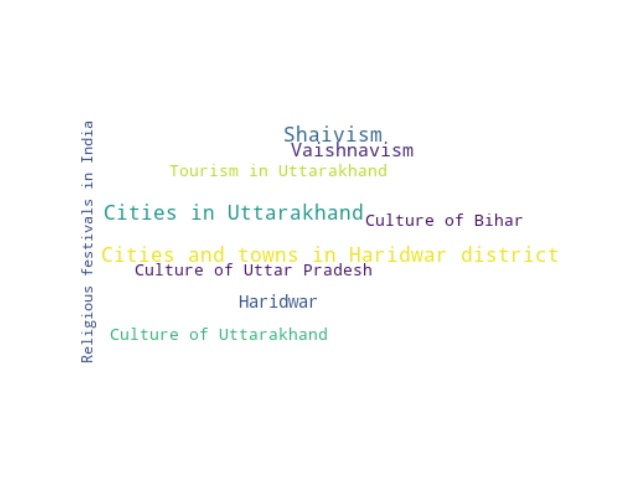 Shaivism
Vaishnavism
Tourism in Uttarakhand
Cities in Uttarakhand
Culture of Bihar
Cities and towns in Haridwar district
Culture of Uttar Pradesh
Haridwar
Culture of Uttarakhand
Religious festivals in India